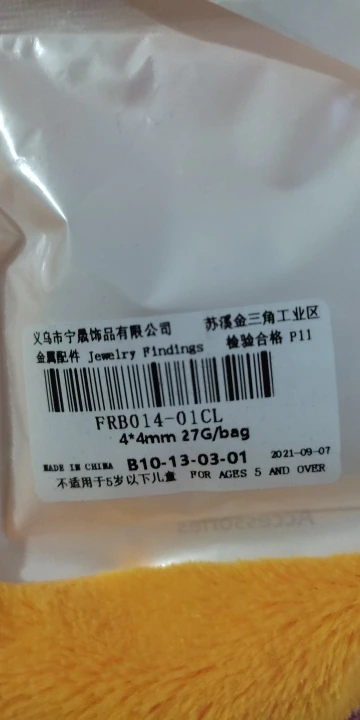 义乌市宁晟饰品有限公司 苏溪金三角工业区
金属配件 Jewelry Findings 检验合格 P11
FRB014-01CL
4*4mm 27G/bag
MADE IN CHINA B10-13-03-01 2021-09-07
不适用于5岁以下儿童 FOR AGES 5 AND OVER
Accessories